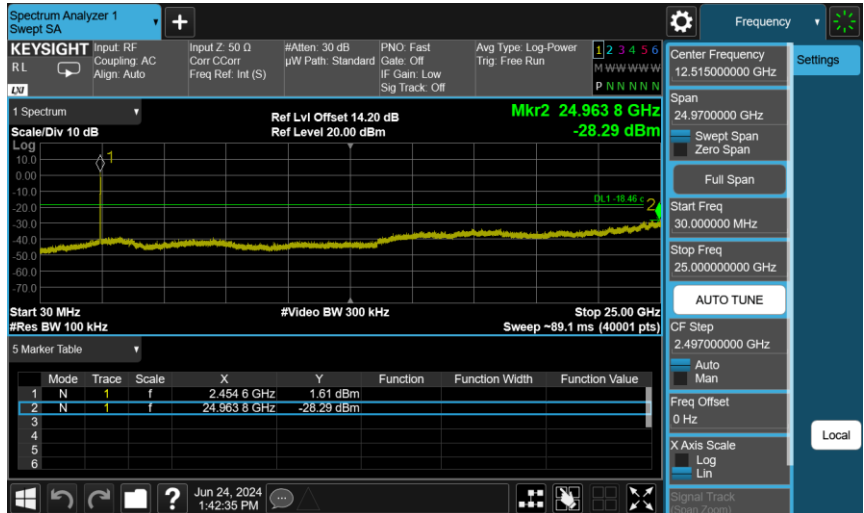 Spectrum Analyzer 1
Swept SA
Frequency
KEYSIGHT
RL
LXI
Input: RF
Coupling: AC
Align: Auto
Input Z: 50 Ω
Corr CCorr
Freq Ref: Int (S)
#Atten: 30 dB
µW Path: Standard
PNO: Fast
Gate: Off
IF Gain: Low
Sig Track: Off
Avg Type: Log-Power
Trig: Free Run
1 2 3 4 5 6
M W W W W W
P N N N N N
1 Spectrum
Scale/Div 10 dB
Ref Lvl Offset 14.20 dB
Ref Level 20.00 dBm
Mkr2 24.963 8 GHz
-28.29 dBm
Log
10.0
0.00
-10.0
-20.0
-30.0
-40.0
-50.0
-60.0
-70.0
1
DL1 -18.46 c
2
Start 30 MHz
#Video BW 300 kHz
Stop 25.00 GHz
#Res BW 100 kHz
Sweep ~89.1 ms (40001 pts)
5 Marker Table
Mode Trace Scale X Y Function Function Width Function Value
1 N 1 f 2.454 6 GHz 1.61 dBm
2 N 1 f 24.963 8 GHz -28.29 dBm
3
4
5
6
Jun 24, 2024
1:42:35 PM
Center Frequency
12.515000000 GHz
Span
24.9700000 GHz
Swept Span
Zero Span
Full Span
Start Freq
30.000000 MHz
Stop Freq
25.000000000 GHz
AUTO TUNE
CF Step
2.497000000 GHz
Auto
Man
Freq Offset
0 Hz
X Axis Scale
Log
Lin
Signal Track
(Span Zoom)
Settings
Local